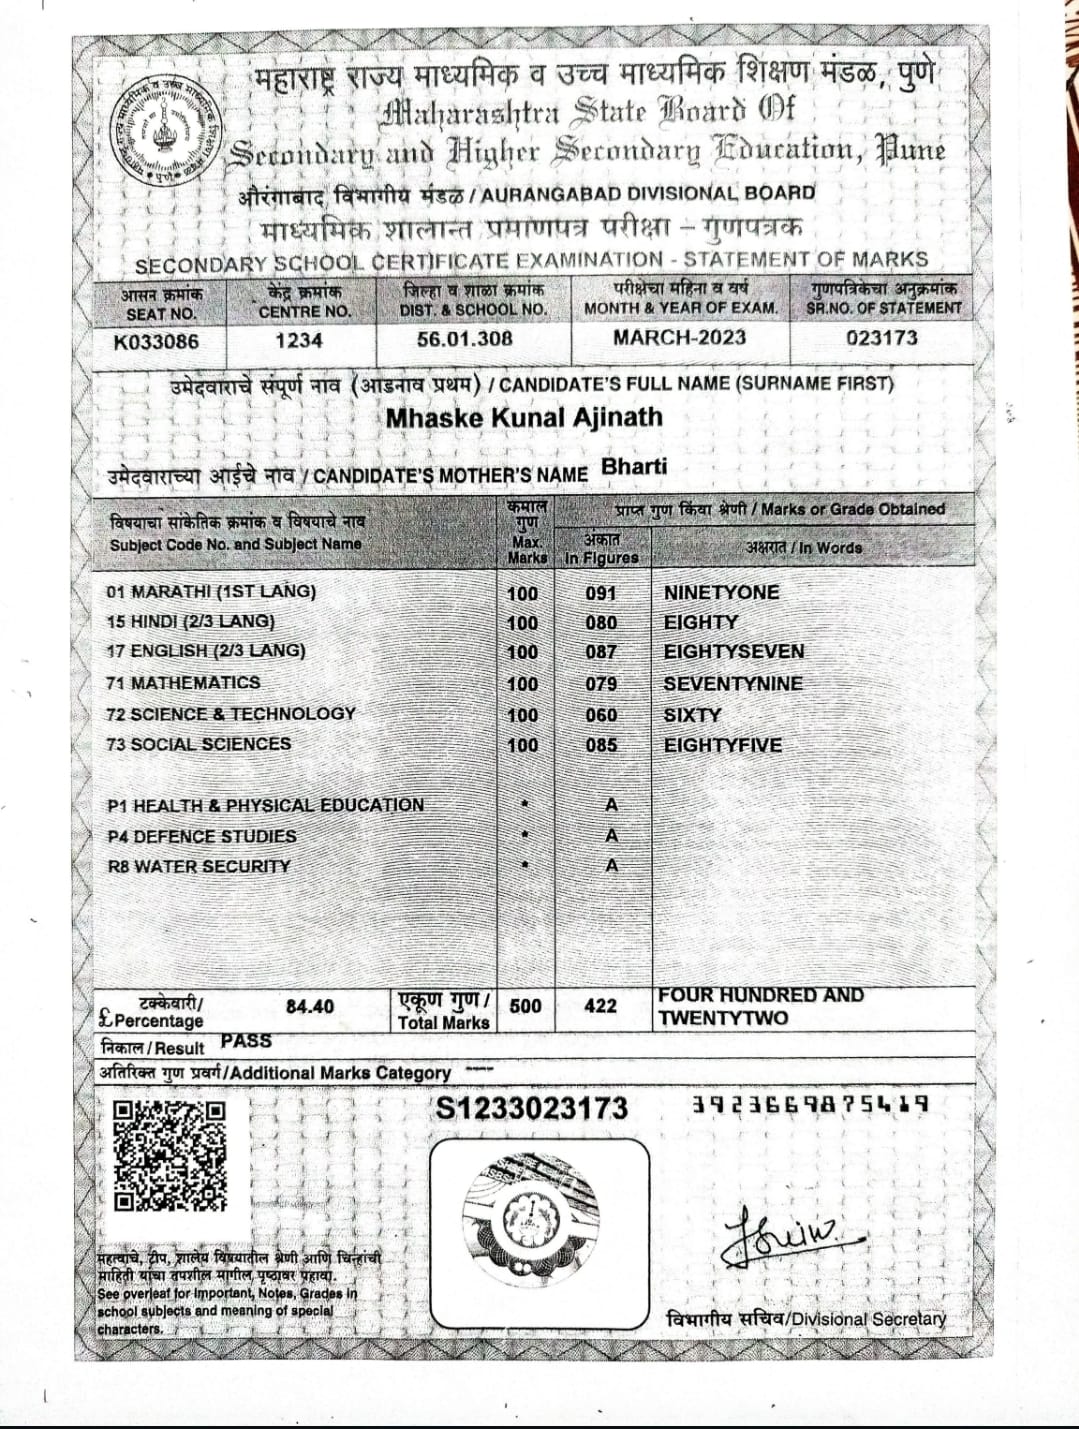 महाराष्ट्र राज्य माध्यमिक व उच्च माध्यमिक शिक्षण मंडळ, पुणे
Maharashtra State Board Of
Secondary and Higher Secondary Education, Pune
औरंगाबाद विभागीय मंडळ / AURANGABAD DIVISIONAL BOARD
माध्यमिक शालान्त प्रमाणपत्र परीक्षा – गुणपत्रक
SECONDARY SCHOOL CERTIFICATE EXAMINATION - STATEMENT OF MARKS
आसन क्रमांक केंद्र क्रमांक जिल्हा व शाळा क्रमांक परीक्षेचा महिना व वर्ष गुणपत्रिकेचा अनुक्रमांक
SEAT NO. CENTRE NO. DIST. & SCHOOL NO. MONTH & YEAR OF EXAM. SR.NO. OF STATEMENT
K033086 1234 56.01.308 MARCH-2023 023173
उमेदवाराचे संपूर्ण नाव (आडनाव प्रथम) / CANDIDATE'S FULL NAME (SURNAME FIRST)
Mhaske Kunal Ajinath
उमेदवाराच्या आईचे नाव / CANDIDATE'S MOTHER'S NAME Bharti
विषयाचा सांकेतिक क्रमांक व विषयाचे नाव
Subject Code No. and Subject Name
कमाल
गुण
Max.
Marks
प्राप्त गुण किंवा श्रेणी / Marks or Grade Obtained
अंकात
In Figures
अक्षरात / In Words
01 MARATHI (1ST LANG) 100 091 NINETYONE
15 HINDI (2/3 LANG) 100 080 EIGHTY
17 ENGLISH (2/3 LANG) 100 087 EIGHTYSEVEN
71 MATHEMATICS 100 079 SEVENTYNINE
72 SCIENCE & TECHNOLOGY 100 060 SIXTY
73 SOCIAL SCIENCES 100 085 EIGHTYFIVE
P1 HEALTH & PHYSICAL EDUCATION * A
P4 DEFENCE STUDIES * A
R8 WATER SECURITY * A
टक्केवारी/
£ Percentage
84.40
एकूण गुण /
Total Marks
500 422
FOUR HUNDRED AND
TWENTYTWO
निकाल / Result PASS
अतिरिक्त गुण प्रवर्ग/Additional Marks Category ----
S1233023173 3923669875419
महत्वाचे, टीप, शालेय विषयातील श्रेणी आणि चिन्हांची
माहिती यांचा तपशील मागील पृष्ठावर पहावा.
See overleaf for Important, Notes, Grades in
school subjects and meaning of special
characters.
विभागीय सचिव/Divisional Secretary